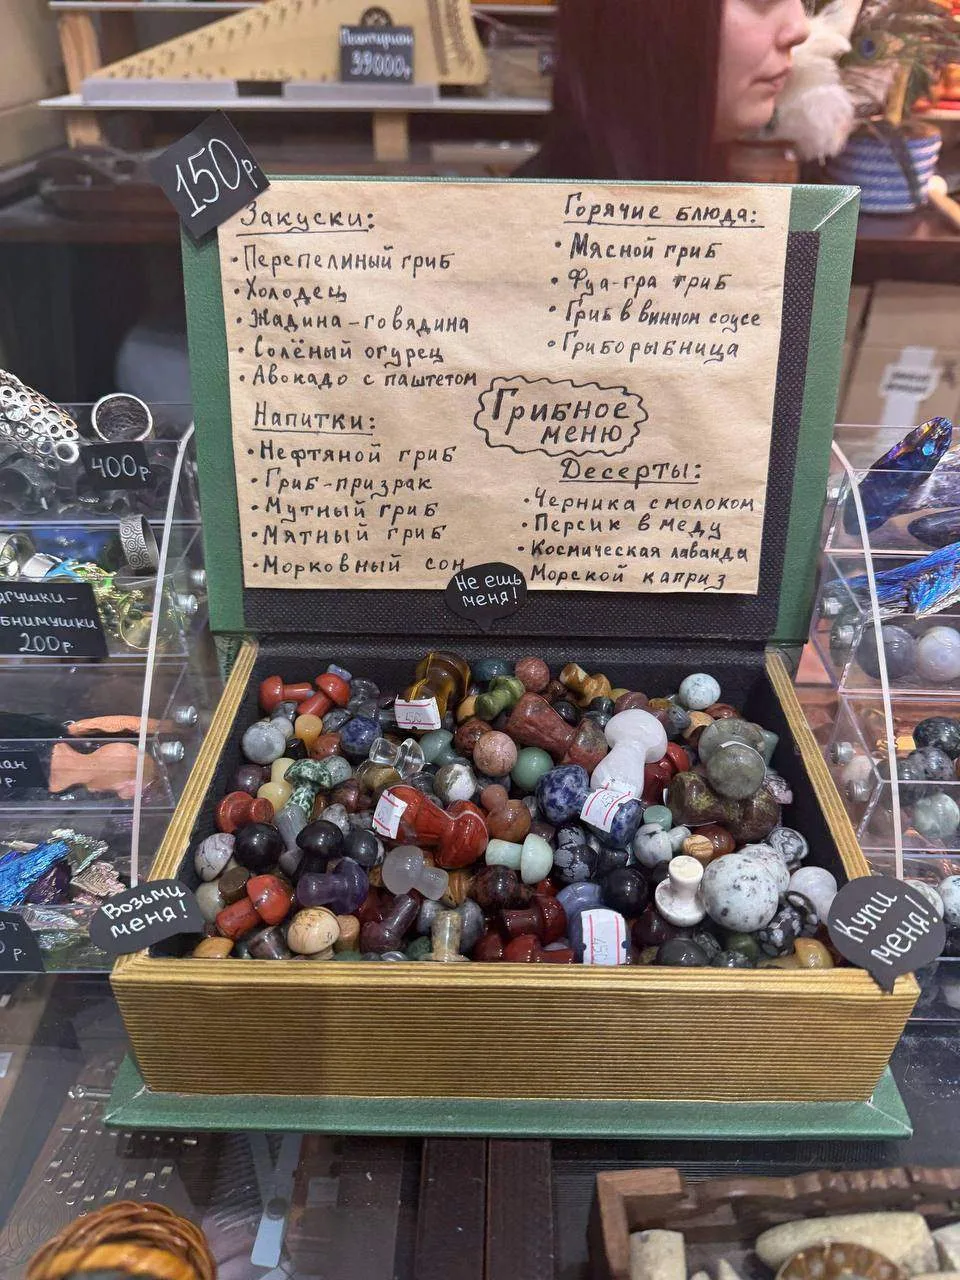 39000р.
150р.
Закуски:
• Перепелиный гриб
• Холодец
• Жадина-говядина
• Солёный огурец
• Авокадо с паштетом
Напитки:
• Нефтяной гриб
• Гриб-призрак
• Мутный гриб
• Мятный гриб
• Морковный сон
Горячие блюда:
• Мясной гриб
• Фуа-гра гриб
• Гриб в винном соусе
• Грибо рыбница
Грибное
меню
Десерты:
• Черника с молоком
• Персик в меду
• Космическая лаванда
Морской каприз
Не ешь
меня!
400р
БНИМУШКИ
200р.
Возьми
меня!
Купи
меня!
450